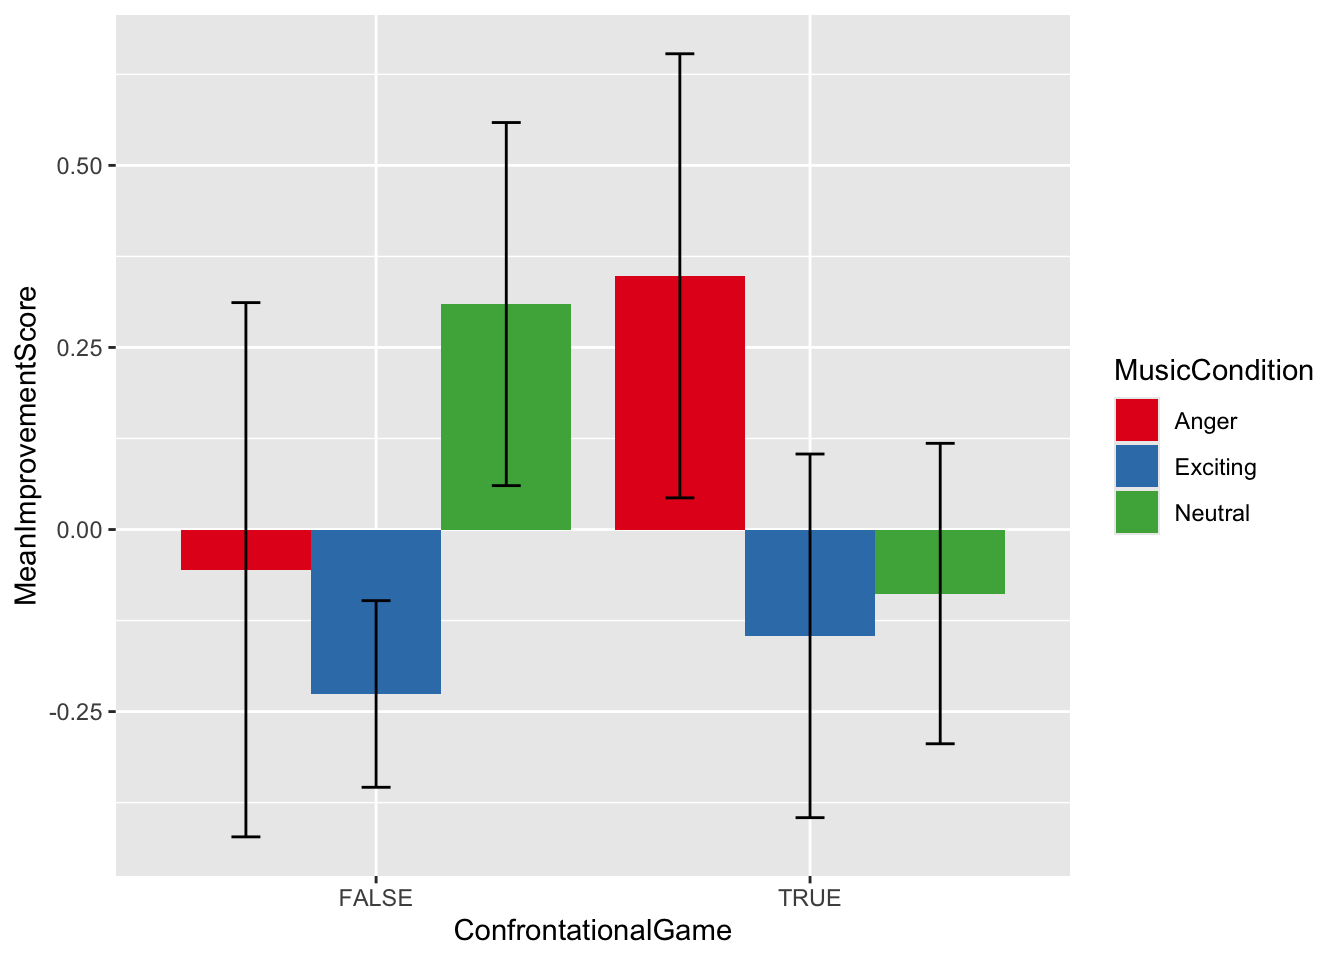 MeanImprovementScore
0.50
0.25
0.00
-0.25
FALSE
TRUE
ConfrontationalGame
MusicCondition
Anger
Exciting
Neutral